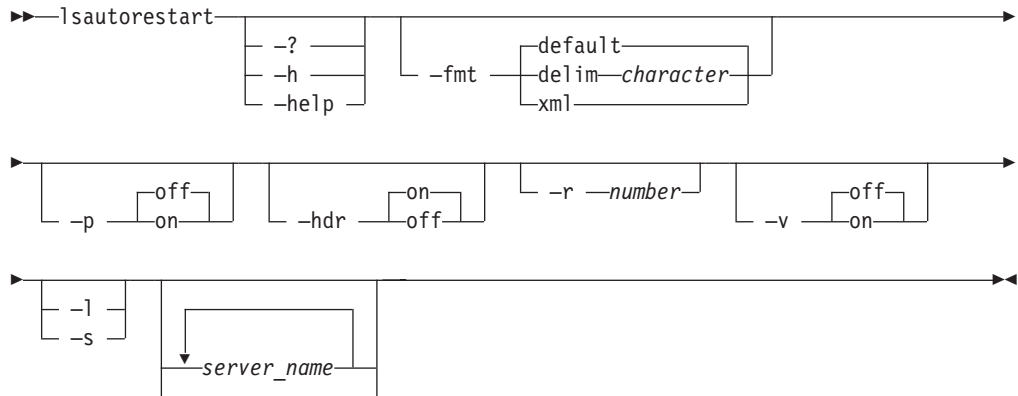 lsautorestart
–? –h –help
–fmt default delim character xml
–p off on
–hdr on off
–r number
–v off on
–l –s
server_name